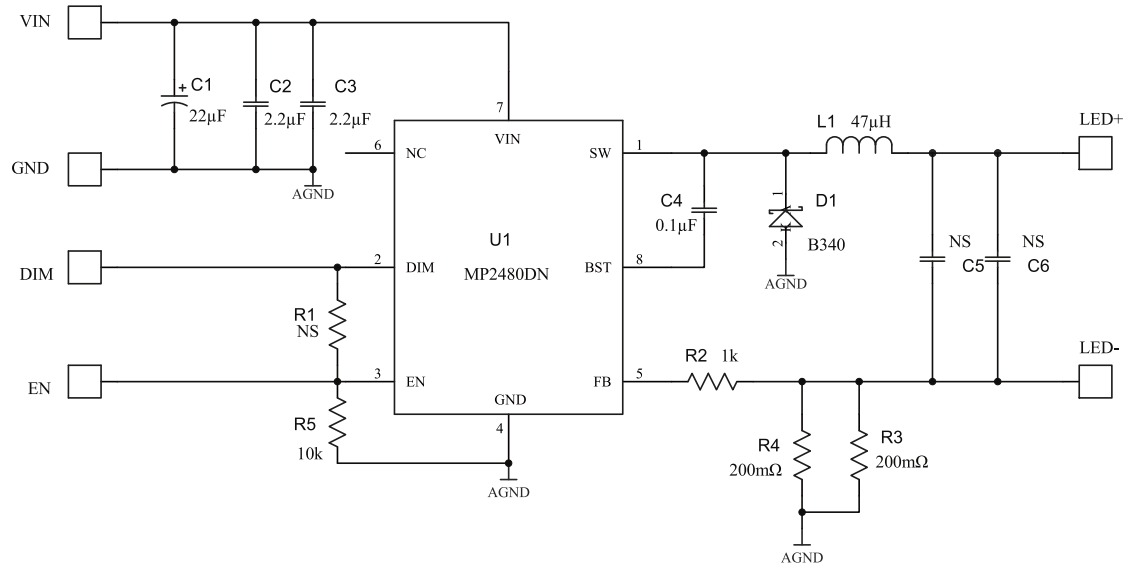 VIN
C1
22µF
C2
2.2µF
C3
2.2µF
GND
AGND
7
VIN
6
NC
SW
1
L1
47µH
LED+
C4
0.1µF
1
D1
2
B340
AGND
NS
C5
NS
C6
U1
MP2480DN
DIM
2
DIM
BST
8
R1
NS
EN
3
EN
FB
5
R2
1k
LED-
GND
4
R5
10k
AGND
R4
200mΩ
R3
200mΩ
AGND